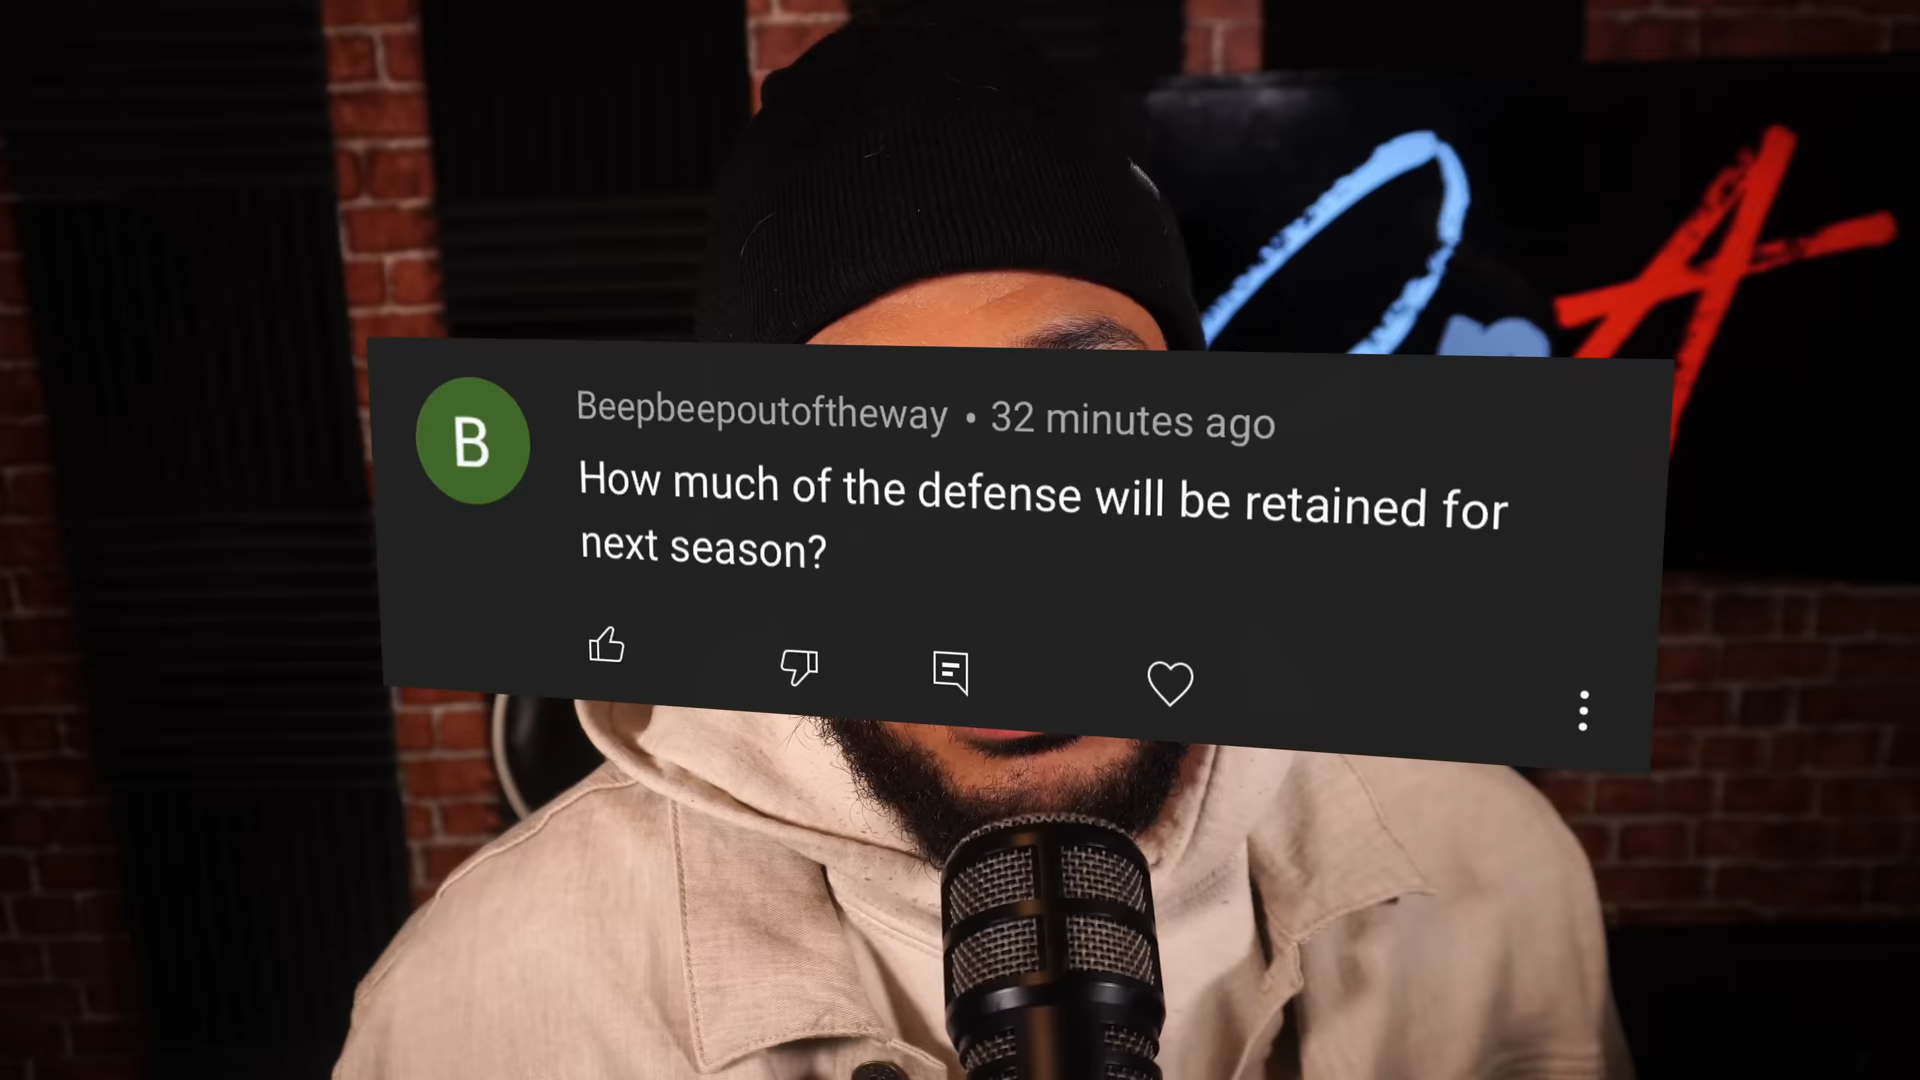 Q A
B
Beepbeepoutoftheway • 32 minutes ago
How much of the defense will be retained for
next season?